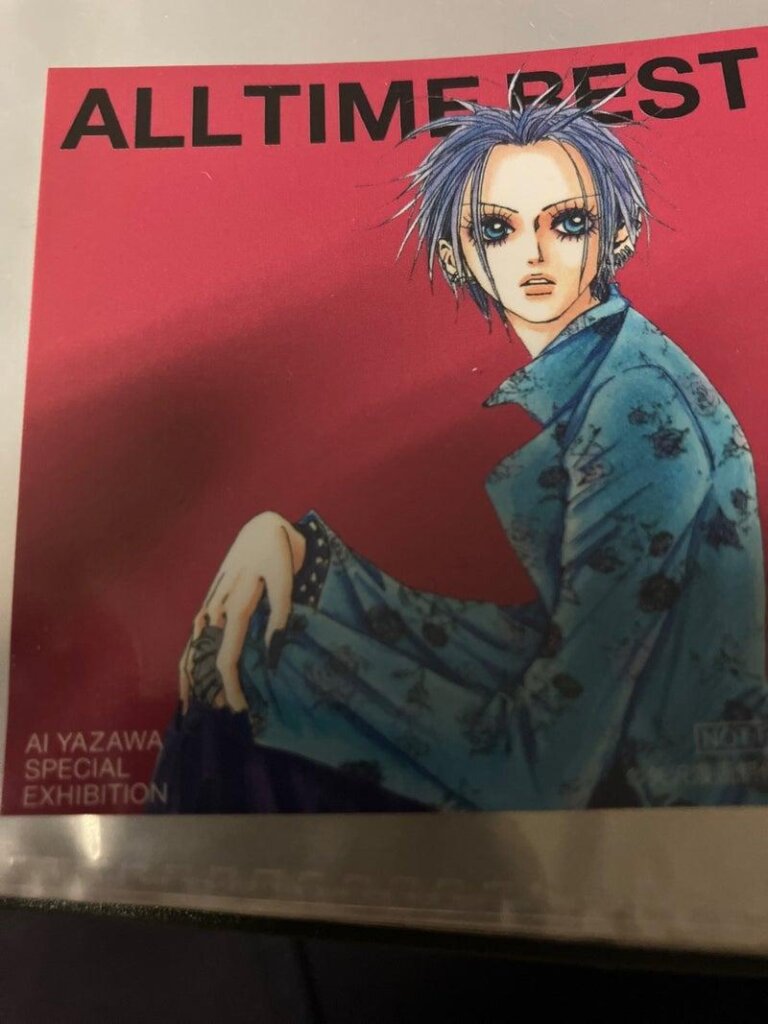 ALLTIME BEST
AI YAZAWA
SPECIAL
EXHIBITION